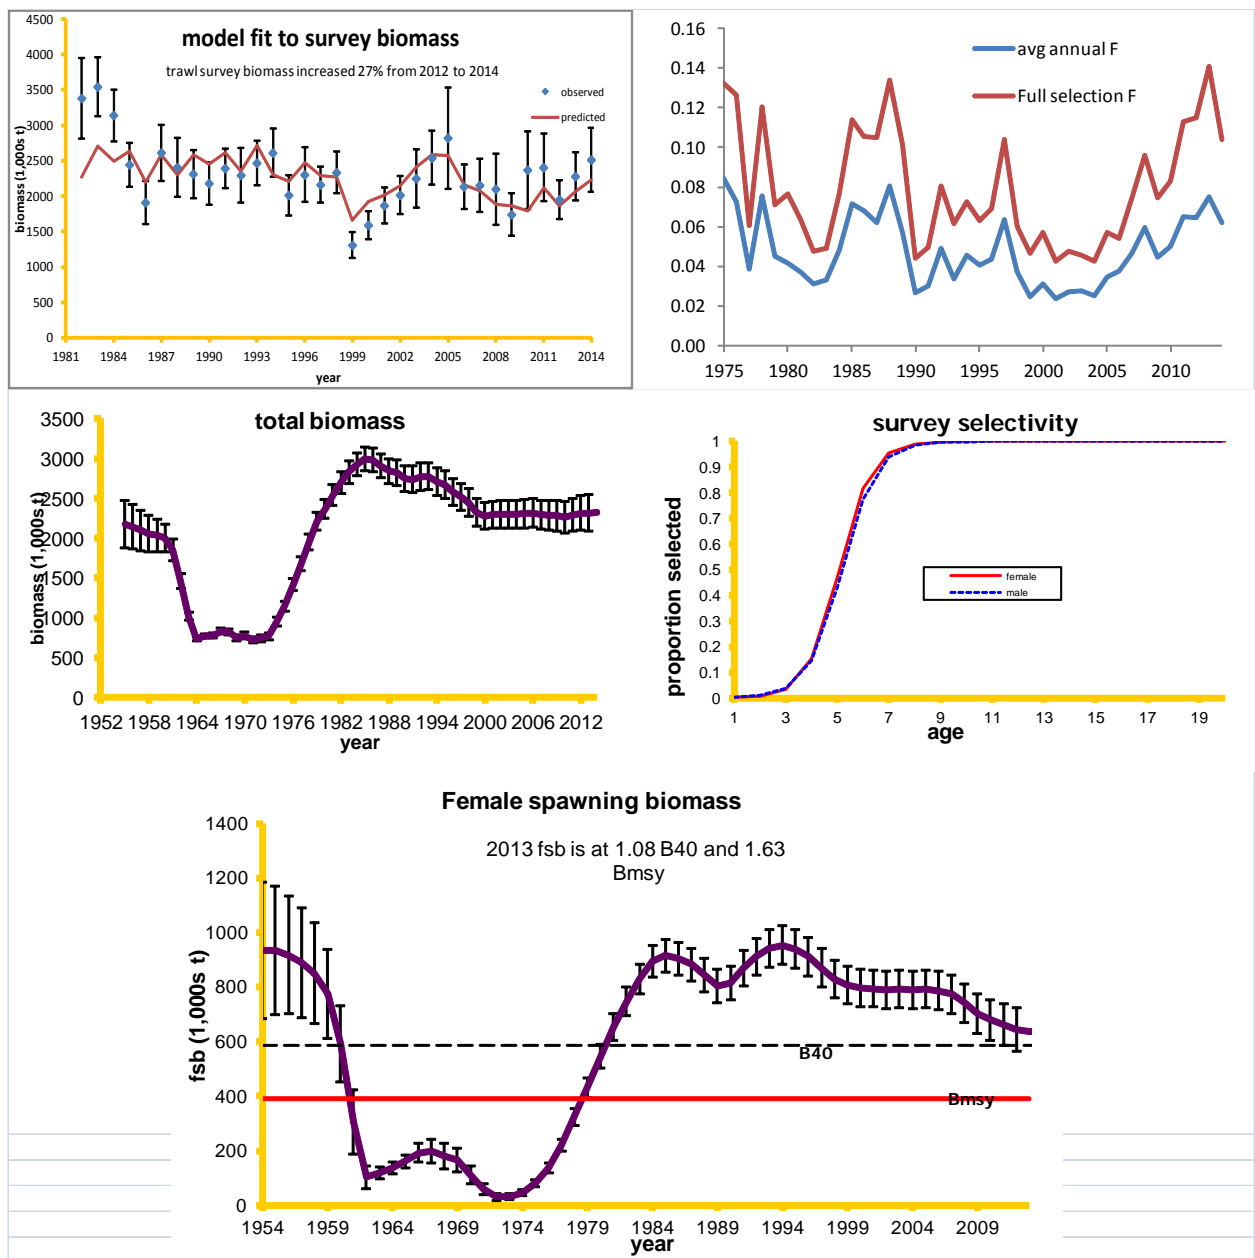 model fit to survey biomass
trawl survey biomass increased 27% from 2012 to 2014
observed
predicted
biomass (1,000s t)
4500
4000
3500
3000
2500
2000
1500
1000
500
0
1981 1984 1987 1990 1993 1996 1999 2002 2005 2008 2011 2014
year
avg annual F
Full selection F
0.16
0.14
0.12
0.10
0.08
0.06
0.04
0.02
0.00
1975 1980 1985 1990 1995 2000 2005 2010
total biomass
biomass (1,000s t)
3500
3000
2500
2000
1500
1000
500
0
1952 1958 1964 1970 1976 1982 1988 1994 2000 2006 2012
year
survey selectivity
proportion selected
1
0.9
0.8
0.7
0.6
0.5
0.4
0.3
0.2
0.1
0
female
male
1 3 5 7 9 11 13 15 17 19
age
Female spawning biomass
2013 fsb is at 1.08 B40 and 1.63
Bmsy
fsb (1,000s t)
1400
1200
1000
800
600
400
200
0
B40
Bmsy
1954 1959 1964 1969 1974 1979 1984 1989 1994 1999 2004 2009
year